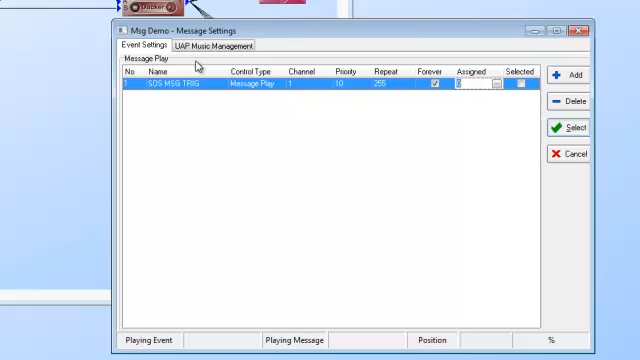 A
S Ducker
Msg Demo - Message Settings
Event Settings UAP Music Management
Message Play
No Name Control Type Channel Priority Repeat Forever Assigned Selected
1 SOS MSG TRIG Message Play 1 10 255 0 ...
Add
Delete
Select
Cancel
Playing Event Playing Message Position %